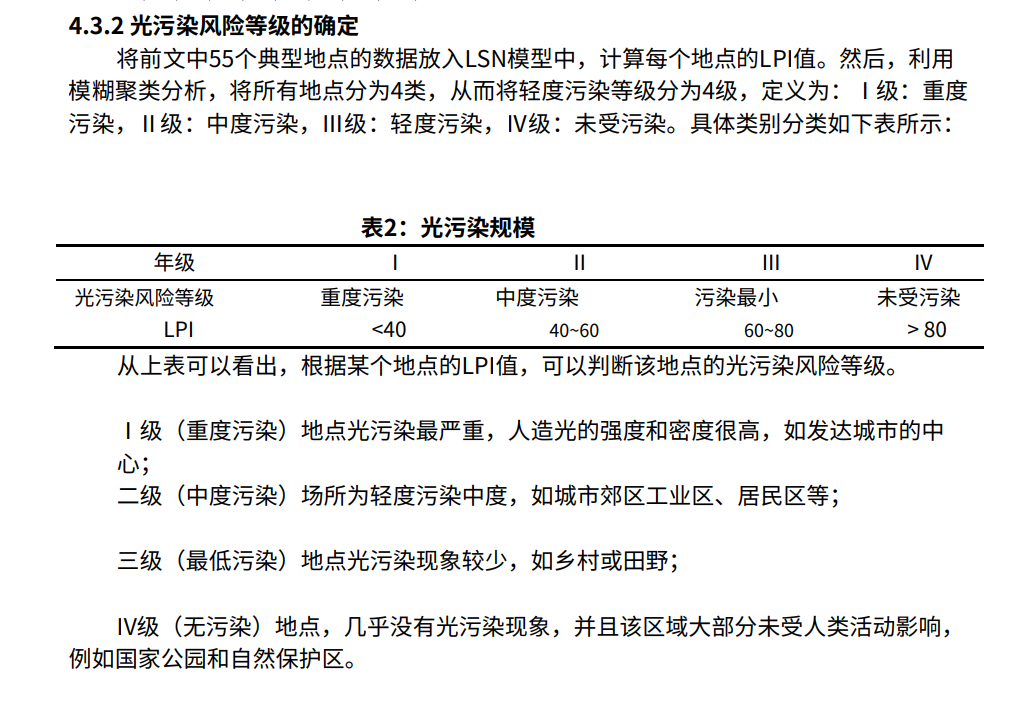 4.3.2 光污染风险等级的确定
将前文中55个典型地点的数据放入LSN模型中，计算每个地点的LPI值。然后，利用
模糊聚类分析，将所有地点分为4类，从而将轻度污染等级分为4级，定义为：Ⅰ级：重度
污染，Ⅱ级：中度污染，Ⅲ级：轻度污染，Ⅳ级：未受污染。具体类别分类如下表所示：
表2：光污染规模
年级 Ⅰ Ⅱ Ⅲ Ⅳ
光污染风险等级 重度污染 中度污染 污染最小 未受污染
LPI <40 40~60 60~80 > 80
从上表可以看出，根据某个地点的LPI值，可以判断该地点的光污染风险等级。
Ⅰ级（重度污染）地点光污染最严重，人造光的强度和密度很高，如发达城市的中
心；
二级（中度污染）场所为轻度污染中度，如城市郊区工业区、居民区等；
三级（最低污染）地点光污染现象较少，如乡村或田野；
IV级（无污染）地点，几乎没有光污染现象，并且该区域大部分未受人类活动影响，
例如国家公园和自然保护区。